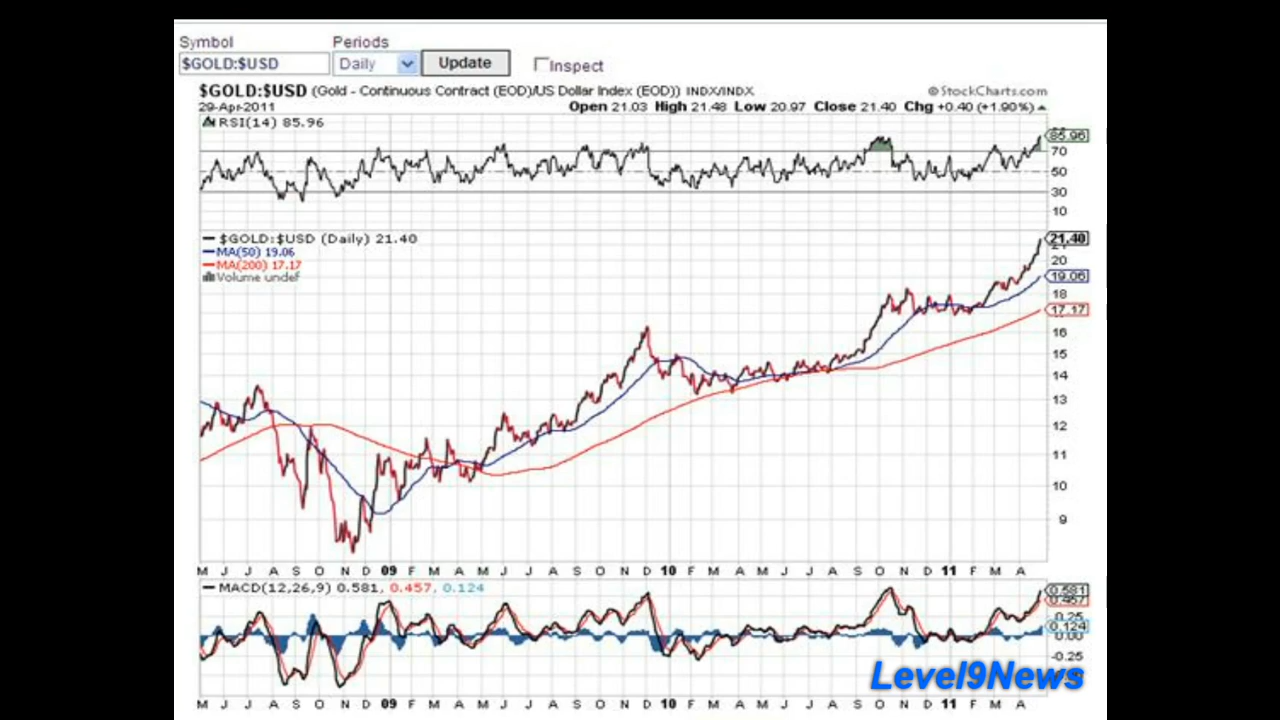 Symbol Periods
$GOLD:$USD Daily Update Inspect
$GOLD:$USD (Gold - Continuous Contract (EOD)/US Dollar Index (EOD)) INDX/INDX ©StockCharts.com
29-Apr-2011 Open 21.03 High 21.48 Low 20.97 Close 21.40 Chg +0.40 (+1.90%)
RSI(14) 85.96
85.96
70
50
30
10
$GOLD:$USD (Daily) 21.40
MA(50) 19.06
MA(200) 17.17
Volume undef
21.40
20
19.06
18
17.17
16
15
14
13
12
11
10
9
M J J A S O N D 09 F M A M J J A S O N D 10 F M A M J J A S O N D 11 F M A
MACD(12,26,9) 0.581, 0.457, 0.124
0.581
0.457
0.25
0.124
0.00
-0.25
Level9News
M J J A S O N D 09 F M A M J J A S O N D 10 F M A M J J A S O N D 11 F M A